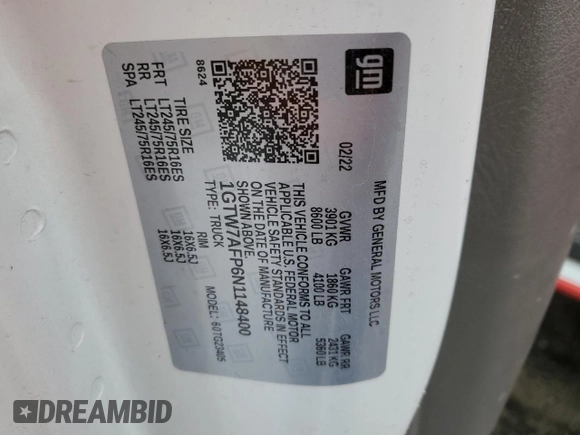 gm
MFD BY GENERAL MOTORS LLC
02/22
GVWR GAWR FRT GAWR RR
3901 KG 1860 KG 2431 KG
8600 LB 4100 LB 5360 LB
THIS VEHICLE CONFORMS TO ALL
APPLICABLE U.S. FEDERAL MOTOR
VEHICLE SAFETY STANDARDS IN EFFECT
ON THE DATE OF MANUFACTURE
SHOWN ABOVE.
1GTW7AFP6N1148400
TYPE: TRUCK MODEL: 60TG23405
8624
TIRE SIZE RIM
FRT LT245/75R16ES 16X6.5J
RR LT245/75R16ES 16X6.5J
SPA LT245/75R16ES 16X6.5J
DREAMBID